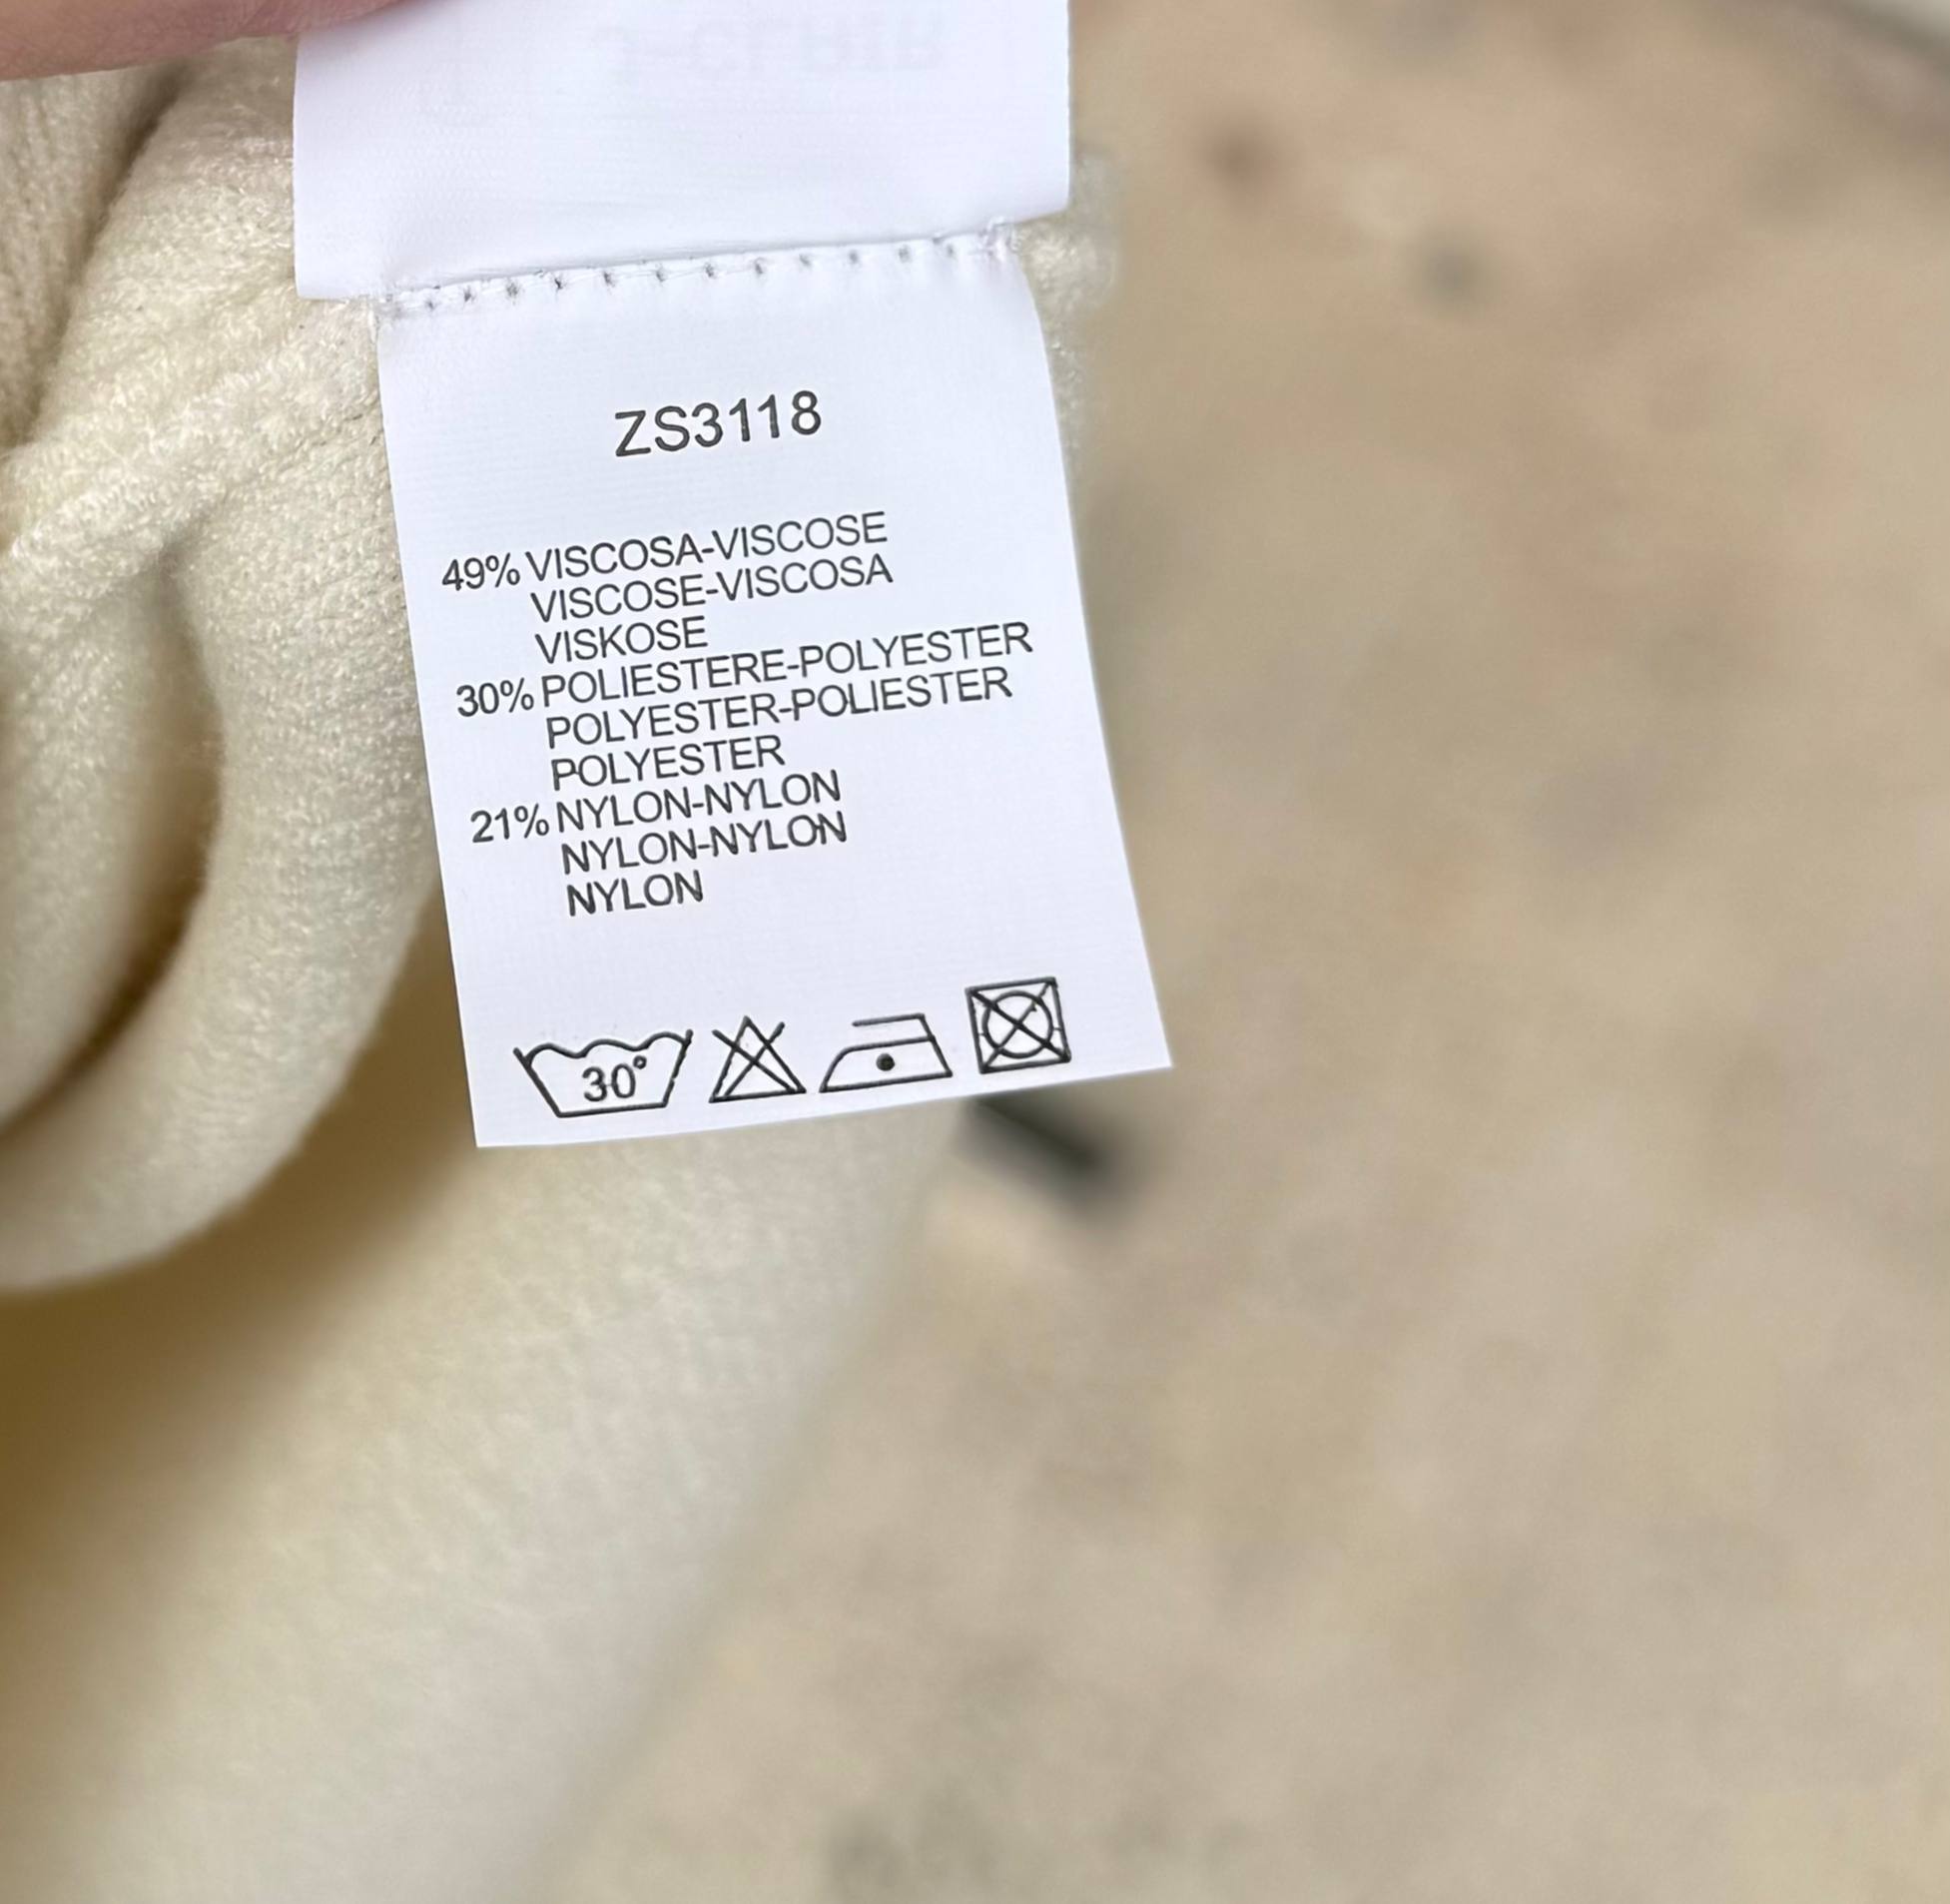 ZS3118
49% VISCOSA-VISCOSE
VISCOSE-VISCOSA
VISKOSE
30% POLIESTERE-POLYESTER
POLYESTER-POLIESTER
POLYESTER
21% NYLON-NYLON
NYLON-NYLON
NYLON
30°